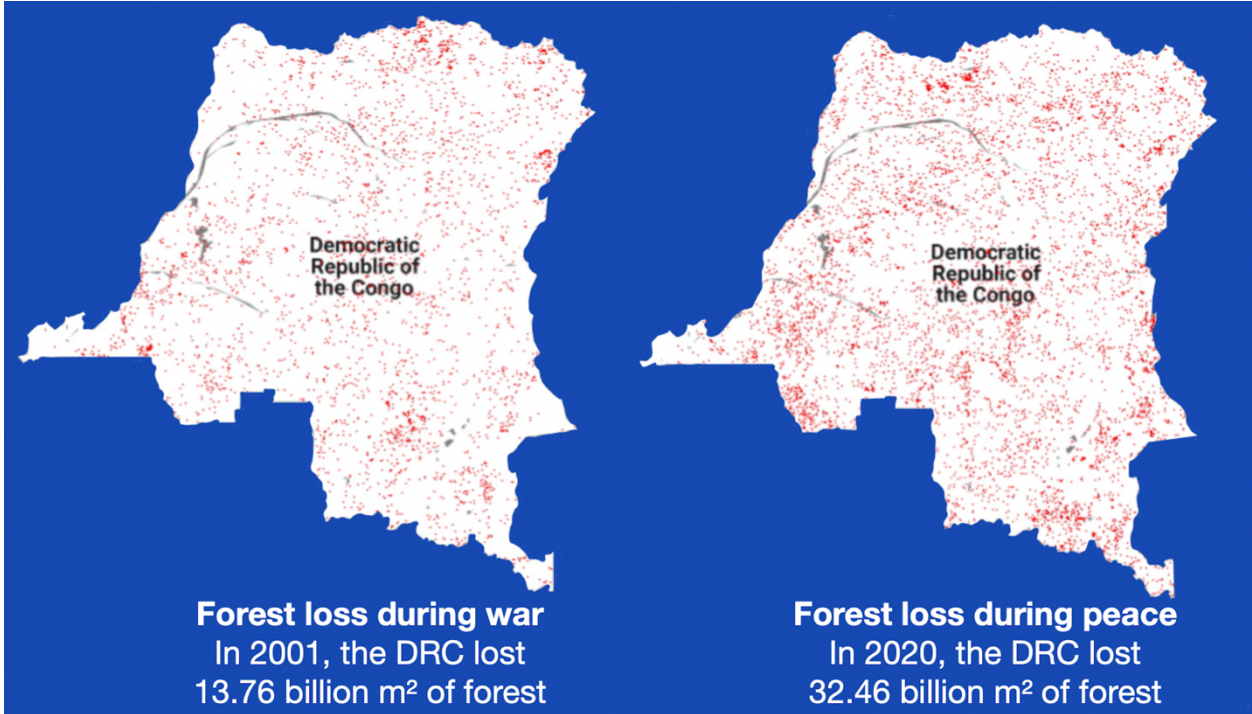 Democratic
Republic of
the Congo
Democratic
Republic of
the Congo
Forest loss during war
In 2001, the DRC lost
13.76 billion m² of forest
Forest loss during peace
In 2020, the DRC lost
32.46 billion m² of forest